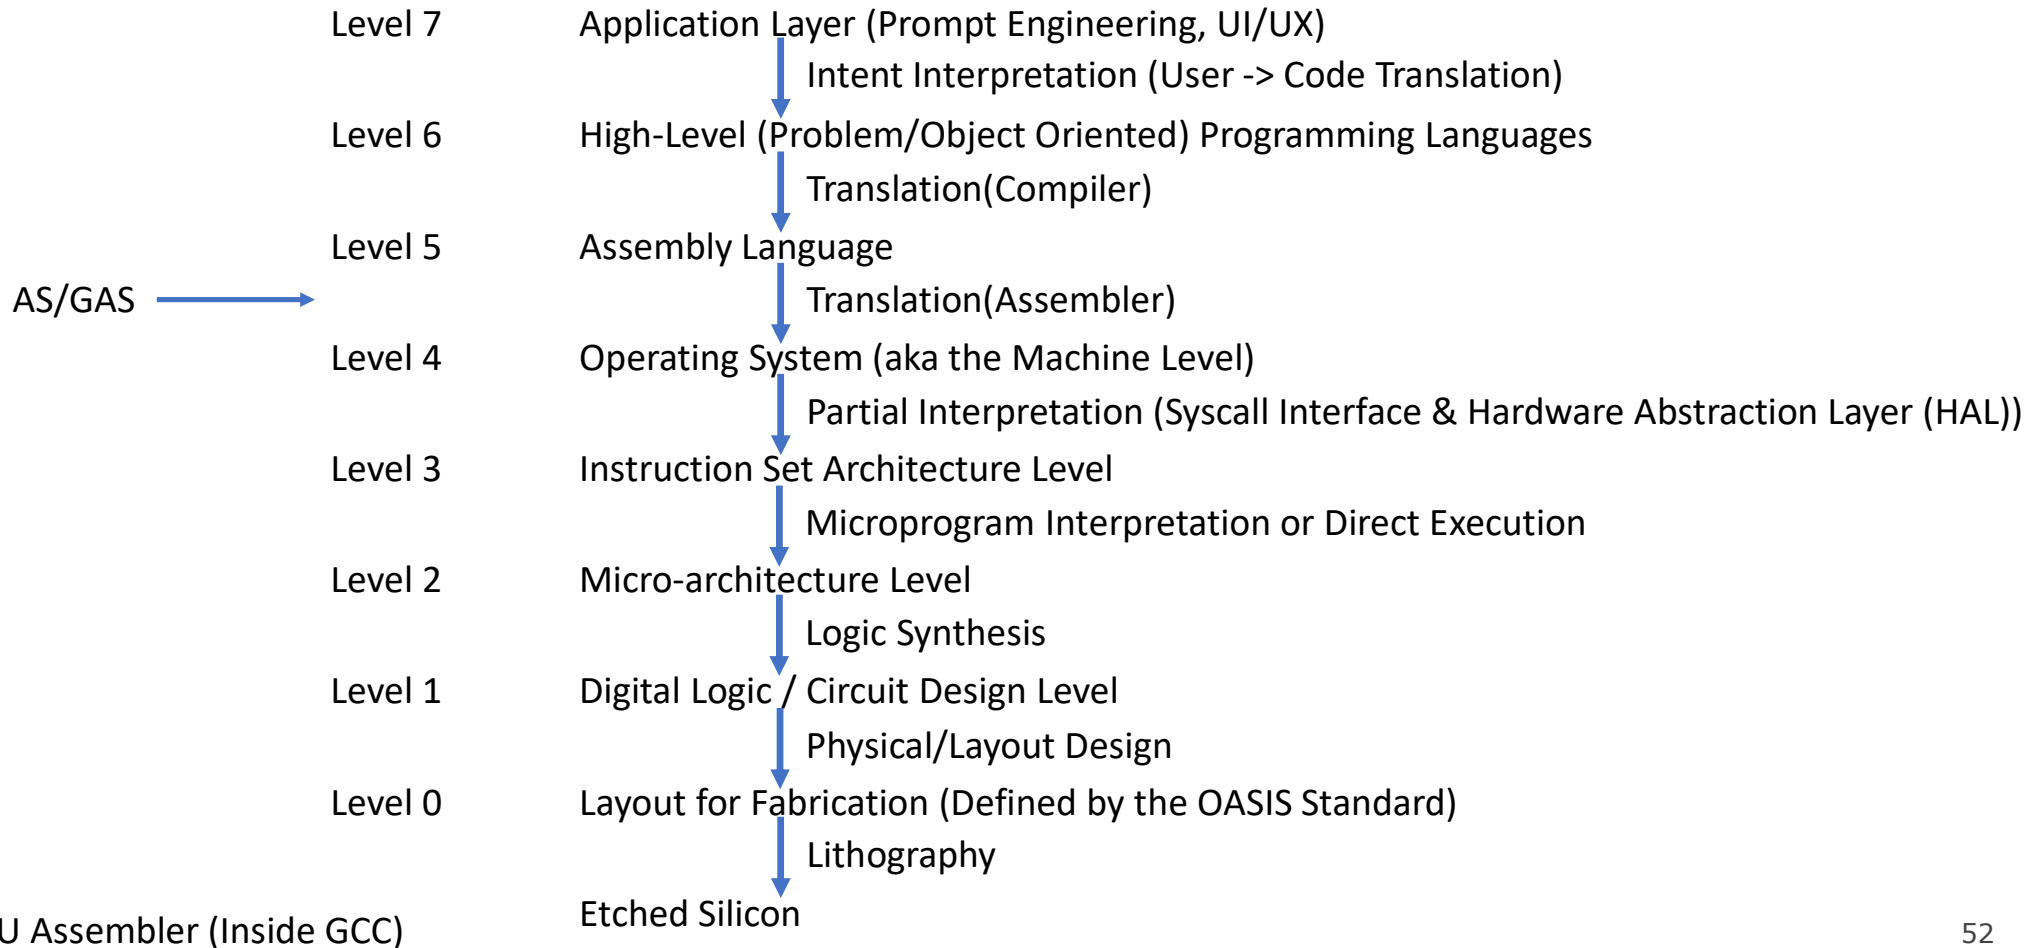 Level 7 Application Layer (Prompt Engineering, UI/UX)
Intent Interpretation (User -> Code Translation)
Level 6 High-Level (Problem/Object Oriented) Programming Languages
Translation(Compiler)
Level 5 Assembly Language
AS/GAS Translation(Assembler)
Level 4 Operating System (aka the Machine Level)
Partial Interpretation (Syscall Interface & Hardware Abstraction Layer (HAL))
Level 3 Instruction Set Architecture Level
Microprogram Interpretation or Direct Execution
Level 2 Micro-architecture Level
Logic Synthesis
Level 1 Digital Logic / Circuit Design Level
Physical/Layout Design
Level 0 Layout for Fabrication (Defined by the OASIS Standard)
Lithography
Etched Silicon
U Assembler (Inside GCC)
52